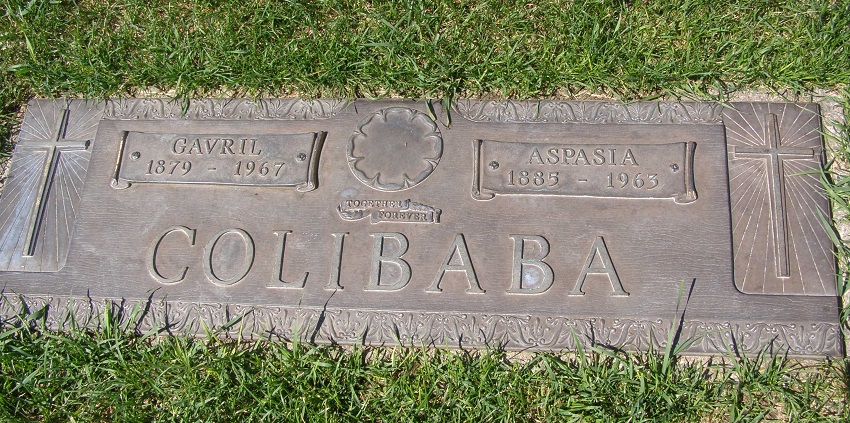 GAVRIL
1879 - 1967
ASPASIA
1885 - 1963
TOGETHER
FOREVER
COLIBABA